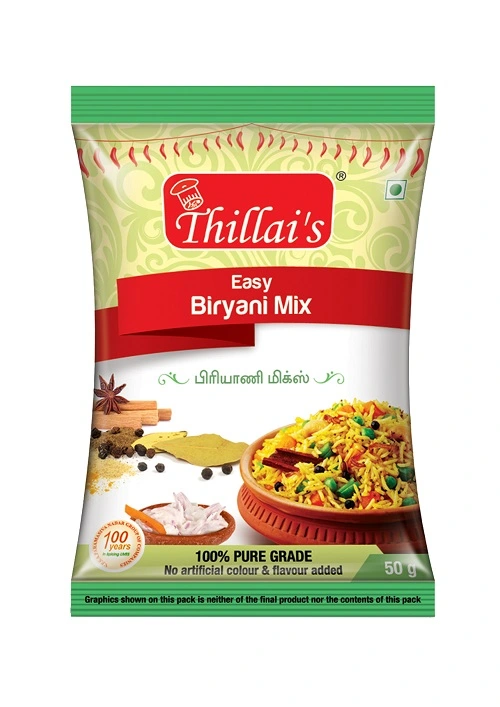 Thillai's
®
Easy
Biryani Mix
பிரியாணி மிக்ஸ்
100
years
100% PURE GRADE
No artificial colour & flavour added
50 g
Graphics shown on this pack is neither of the final product nor the contents of this pack